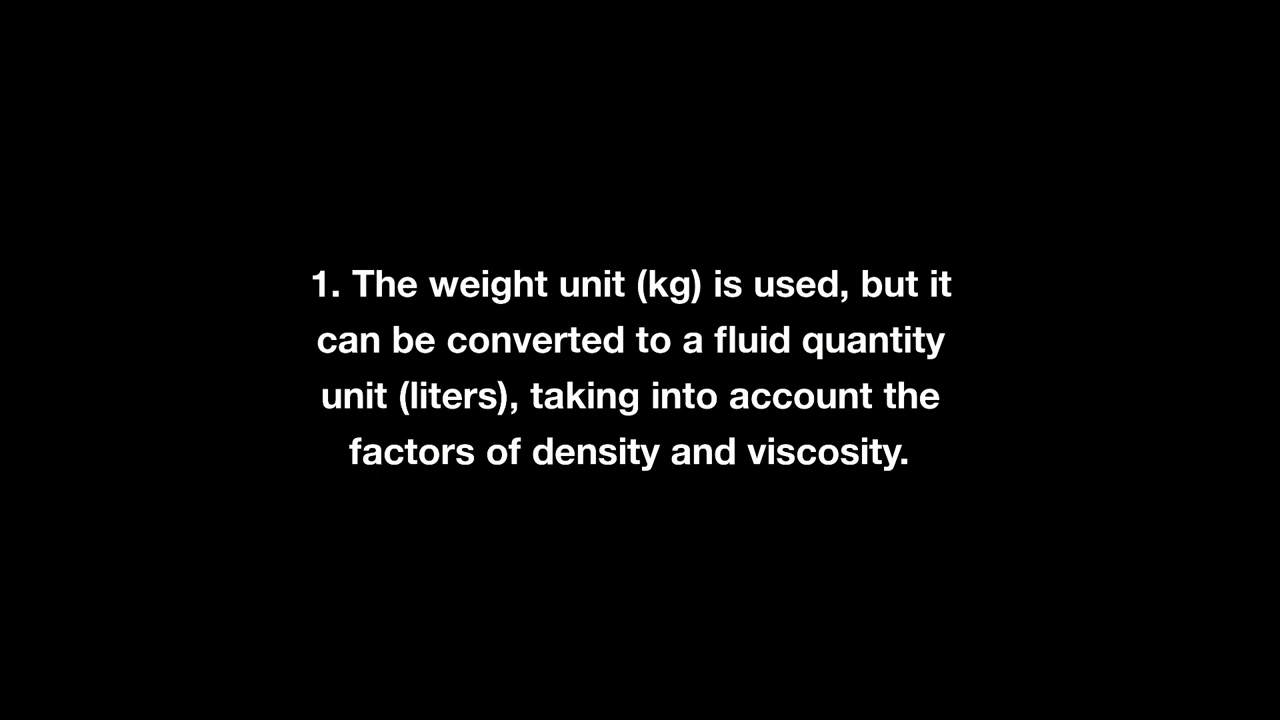 1. The weight unit (kg) is used, but it
can be converted to a fluid quantity
unit (liters), taking into account the
factors of density and viscosity.